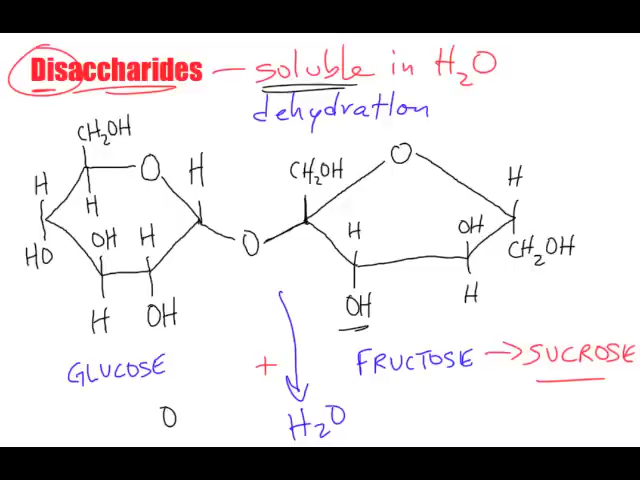 Disaccharides – soluble in H₂O
dehydration
CH₂OH
O H CH₂OH O H
H
H
OH H H OH
HO O CH₂OH
H OH OH H
GLUCOSE + FRUCTOSE → SUCROSE
O H₂O